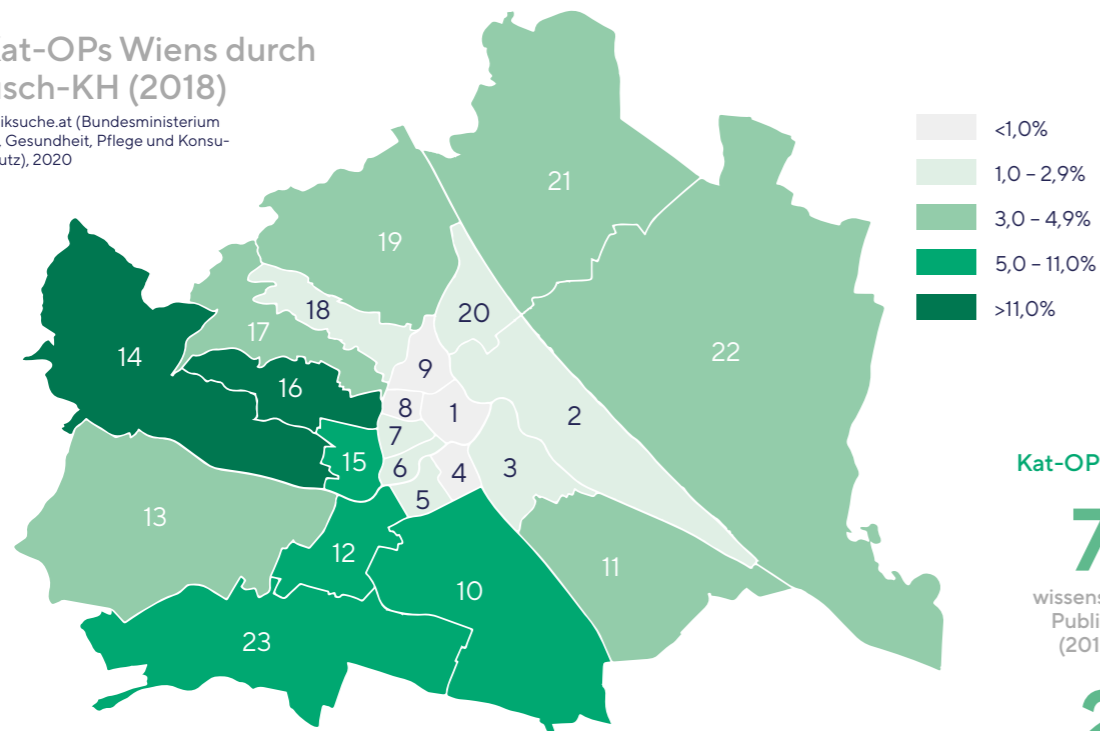 at-OPs Wiens durch
sch-KH (2018)
iksuche.at (Bundesministerium
, Gesundheit, Pflege und Konsu-
utz), 2020
<1,0%
1,0 – 2,9%
3,0 – 4,9%
5,0 – 11,0%
>11,0%
21
19
20
18
17
22
14
9
16
8
1
2
7
15
6
4
3
5
13
12
11
10
23
Kat-OP
7
wissens
Publi
(201
2